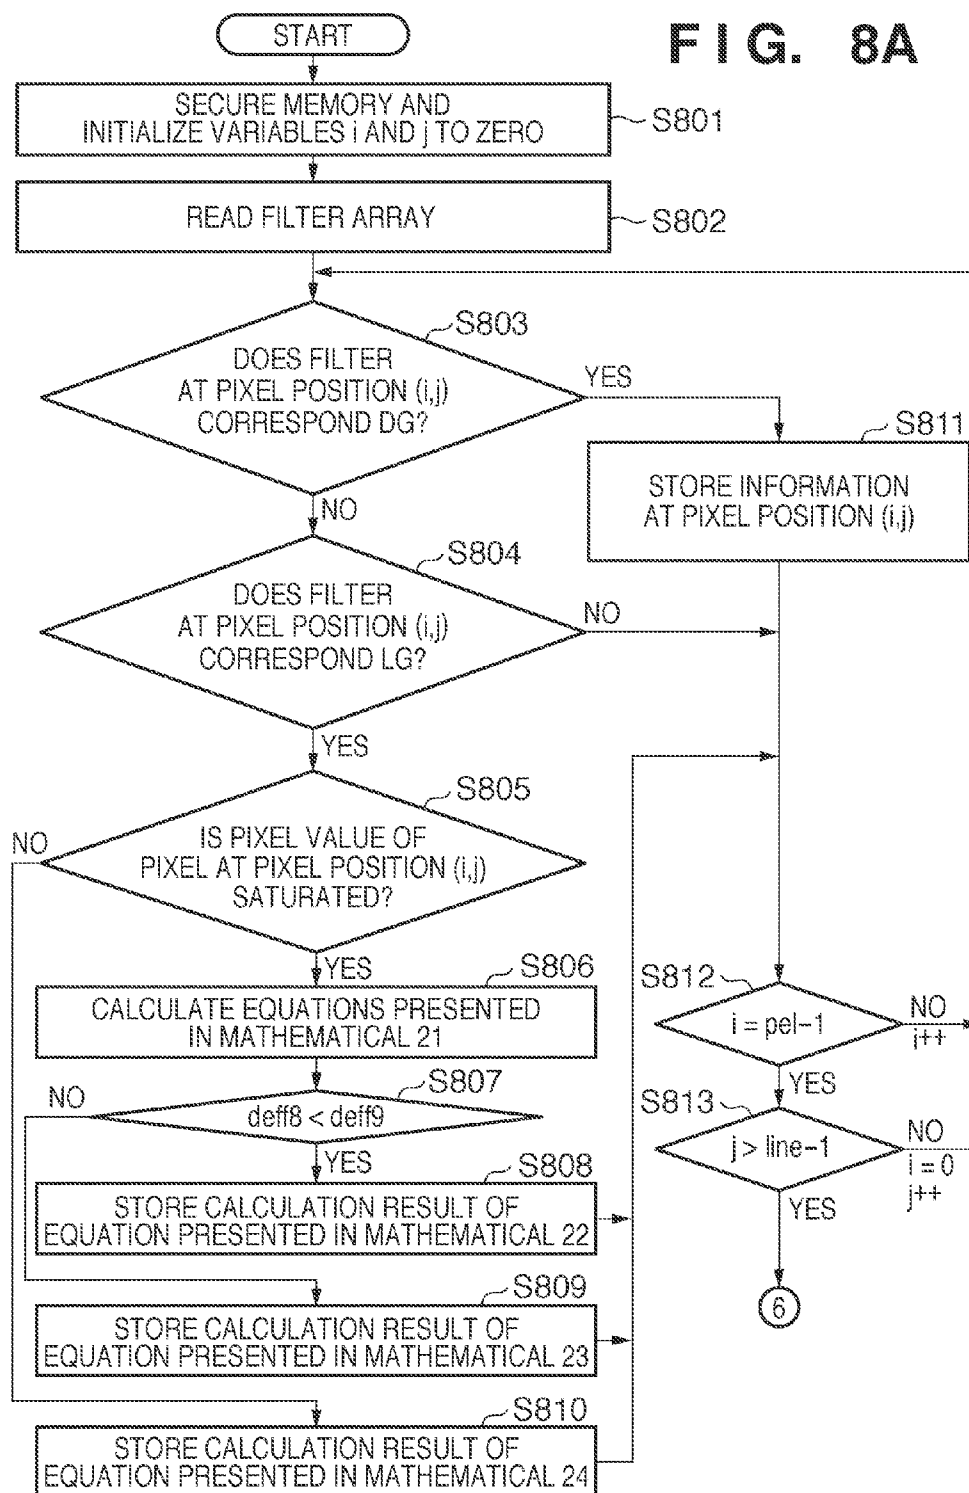 FIG. 8A
START
SECURE MEMORY AND
INITIALIZE VARIABLES i AND j TO ZERO
S801
READ FILTER ARRAY
S802
S803
DOES FILTER
AT PIXEL POSITION (i,j)
CORRESPOND DG?
YES
NO
S811
STORE INFORMATION
AT PIXEL POSITION (i,j)
S804
DOES FILTER
AT PIXEL POSITION (i,j)
CORRESPOND LG?
NO
YES
S805
IS PIXEL VALUE OF
PIXEL AT PIXEL POSITION (i,j)
SATURATED?
NO
YES
S806
CALCULATE EQUATIONS PRESENTED
IN MATHEMATICAL 21
S807
deff8 < deff9
NO
YES
S808
STORE CALCULATION RESULT OF
EQUATION PRESENTED IN MATHEMATICAL 22
S809
STORE CALCULATION RESULT OF
EQUATION PRESENTED IN MATHEMATICAL 23
S810
STORE CALCULATION RESULT OF
EQUATION PRESENTED IN MATHEMATICAL 24
S812
i = pel-1
NO
i++
YES
S813
j > line-1
NO
i = 0
j++
YES
6